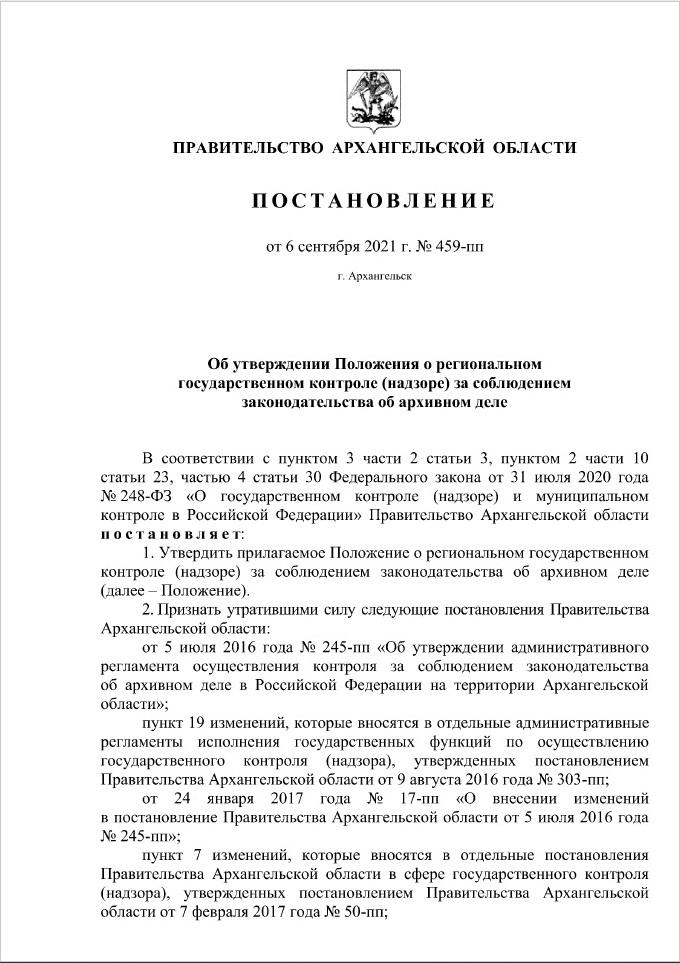 ПРАВИТЕЛЬСТВО АРХАНГЕЛЬСКОЙ ОБЛАСТИ
ПОСТАНОВЛЕНИЕ
от 6 сентября 2021 г. № 459-пп
г. Архангельск
Об утверждении Положения о региональном
государственном контроле (надзоре) за соблюдением
законодательства об архивном деле
В соответствии с пунктом 3 части 2 статьи 3, пунктом 2 части 10
статьи 23, частью 4 статьи 30 Федерального закона от 31 июля 2020 года
№ 248-ФЗ «О государственном контроле (надзоре) и муниципальном
контроле в Российской Федерации» Правительство Архангельской области
постановляет:
1. Утвердить прилагаемое Положение о региональном государственном
контроле (надзоре) за соблюдением законодательства об архивном деле
(далее – Положение).
2. Признать утратившими силу следующие постановления Правительства
Архангельской области:
от 5 июля 2016 года № 245-пп «Об утверждении административного
регламента осуществления контроля за соблюдением законодательства
об архивном деле в Российской Федерации на территории Архангельской
области»;
пункт 19 изменений, которые вносятся в отдельные административные
регламенты исполнения государственных функций по осуществлению
государственного контроля (надзора), утвержденных постановлением
Правительства Архангельской области от 9 августа 2016 года № 303-пп;
от 24 января 2017 года № 17-пп «О внесении изменений
в постановление Правительства Архангельской области от 5 июля 2016 года
№ 245-пп»;
пункт 7 изменений, которые вносятся в отдельные постановления
Правительства Архангельской области в сфере государственного контроля
(надзора), утвержденных постановлением Правительства Архангельской
области от 7 февраля 2017 года № 50-пп;